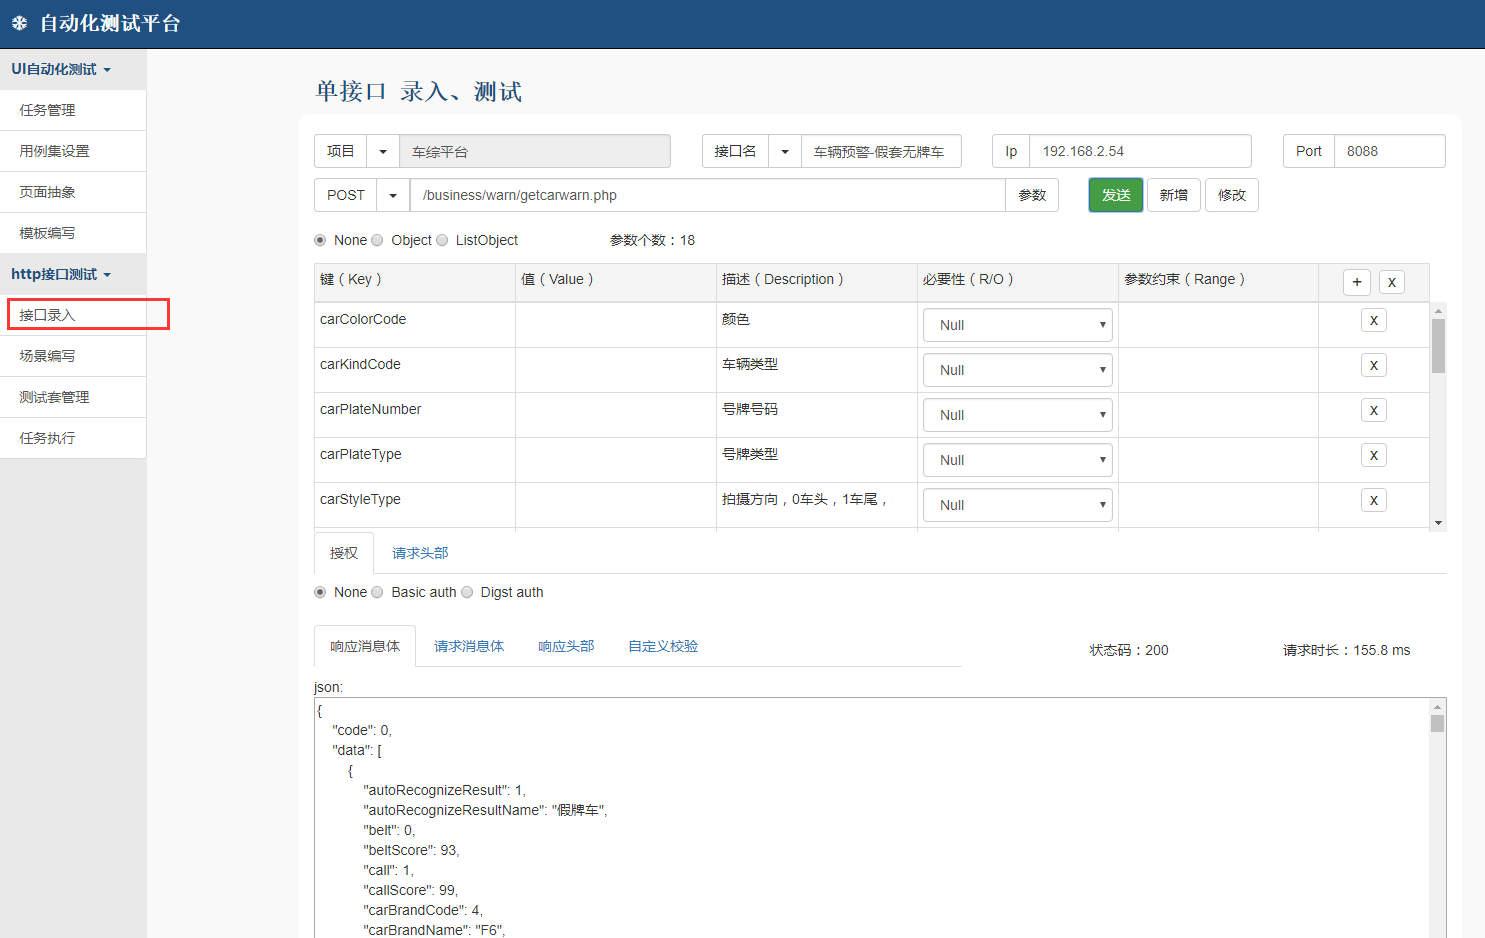 自动化测试平台
UI自动化测试
任务管理
用例集设置
页面抽象
模板编写
http接口测试
接口录入
场景编写
测试套管理
任务执行
单接口 录入、测试
项目 车综平台 接口名 车辆预警-假套无牌车 Ip 192.168.2.54 Port 8088
POST /business/warn/getcarwarn.php 参数 发送 新增 修改
None Object ListObject 参数个数：18
键（Key） 值（Value） 描述（Description） 必要性（R/O） 参数约束（Range） + x
carColorCode 颜色 Null x
carKindCode 车辆类型 Null x
carPlateNumber 号牌号码 Null x
carPlateType 号牌类型 Null x
carStyleType 拍摄方向，0车头，1车尾， Null x
授权 请求头部
None Basic auth Digst auth
响应消息体 请求消息体 响应头部 自定义校验 状态码：200 请求时长：155.8 ms
json:
{
"code": 0,
"data": [
{
"autoRecognizeResult": 1,
"autoRecognizeResultName": "假牌车",
"belt": 0,
"beltScore": 93,
"call": 1,
"callScore": 99,
"carBrandCode": 4,
"carBrandName": "F6",